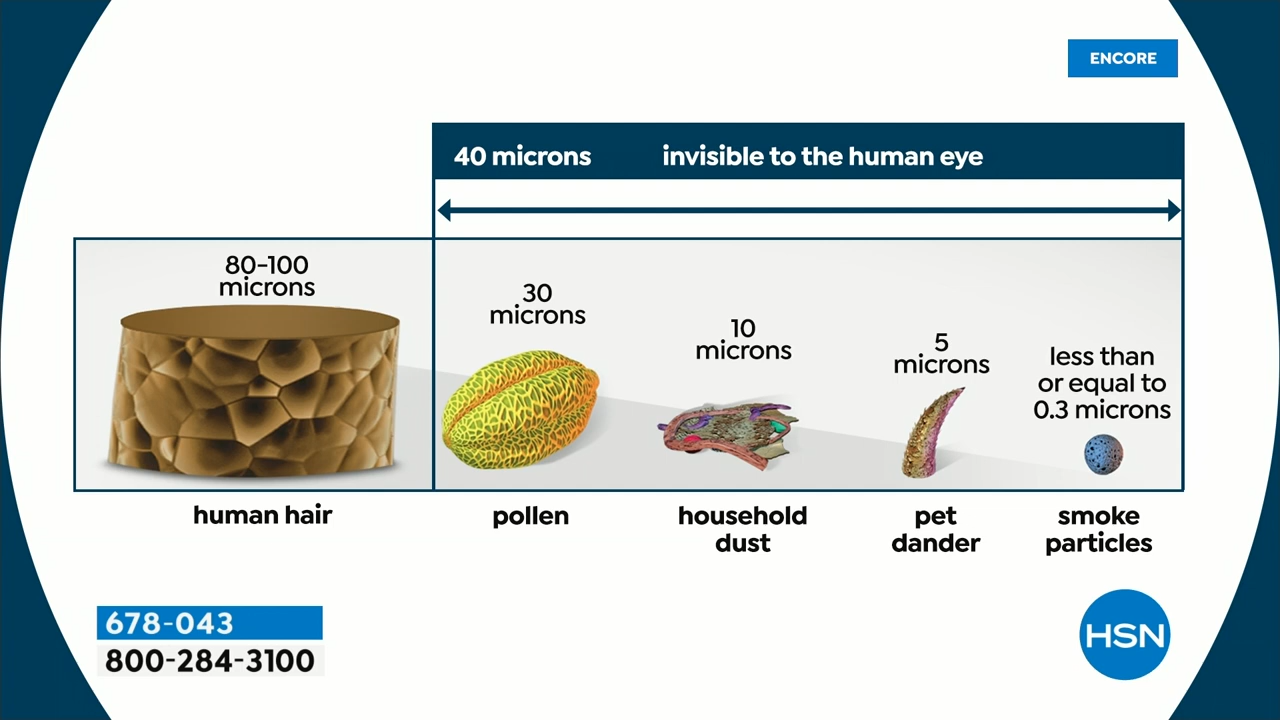 ENCORE
40 microns invisible to the human eye
80-100
microns
30
microns
10
microns
5
microns
less than
or equal to
0.3 microns
human hair
pollen
household
dust
pet
dander
smoke
particles
678-043
800-284-3100
HSN